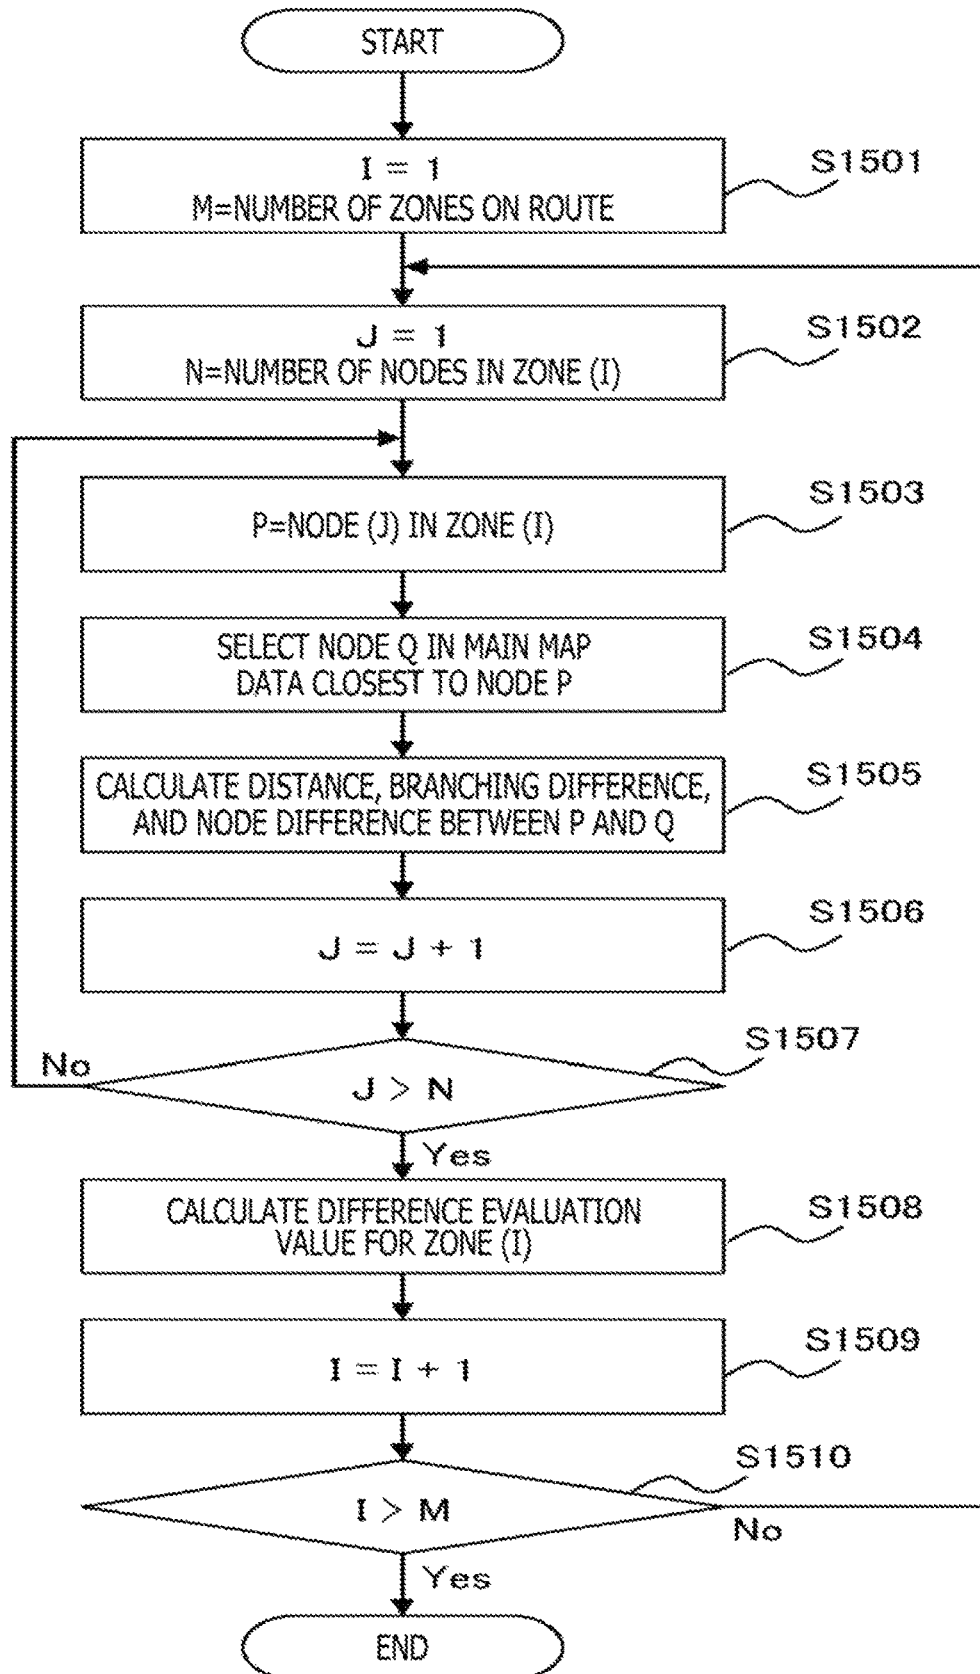 START
I = 1
M=NUMBER OF ZONES ON ROUTE
S1501
J = 1
N=NUMBER OF NODES IN ZONE (I)
S1502
P=NODE (J) IN ZONE (I)
S1503
SELECT NODE Q IN MAIN MAP
DATA CLOSEST TO NODE P
S1504
CALCULATE DISTANCE, BRANCHING DIFFERENCE,
AND NODE DIFFERENCE BETWEEN P AND Q
S1505
J = J + 1
S1506
S1507
No
J > N
Yes
CALCULATE DIFFERENCE EVALUATION
VALUE FOR ZONE (I)
S1508
I = I + 1
S1509
S1510
I > M
No
Yes
END